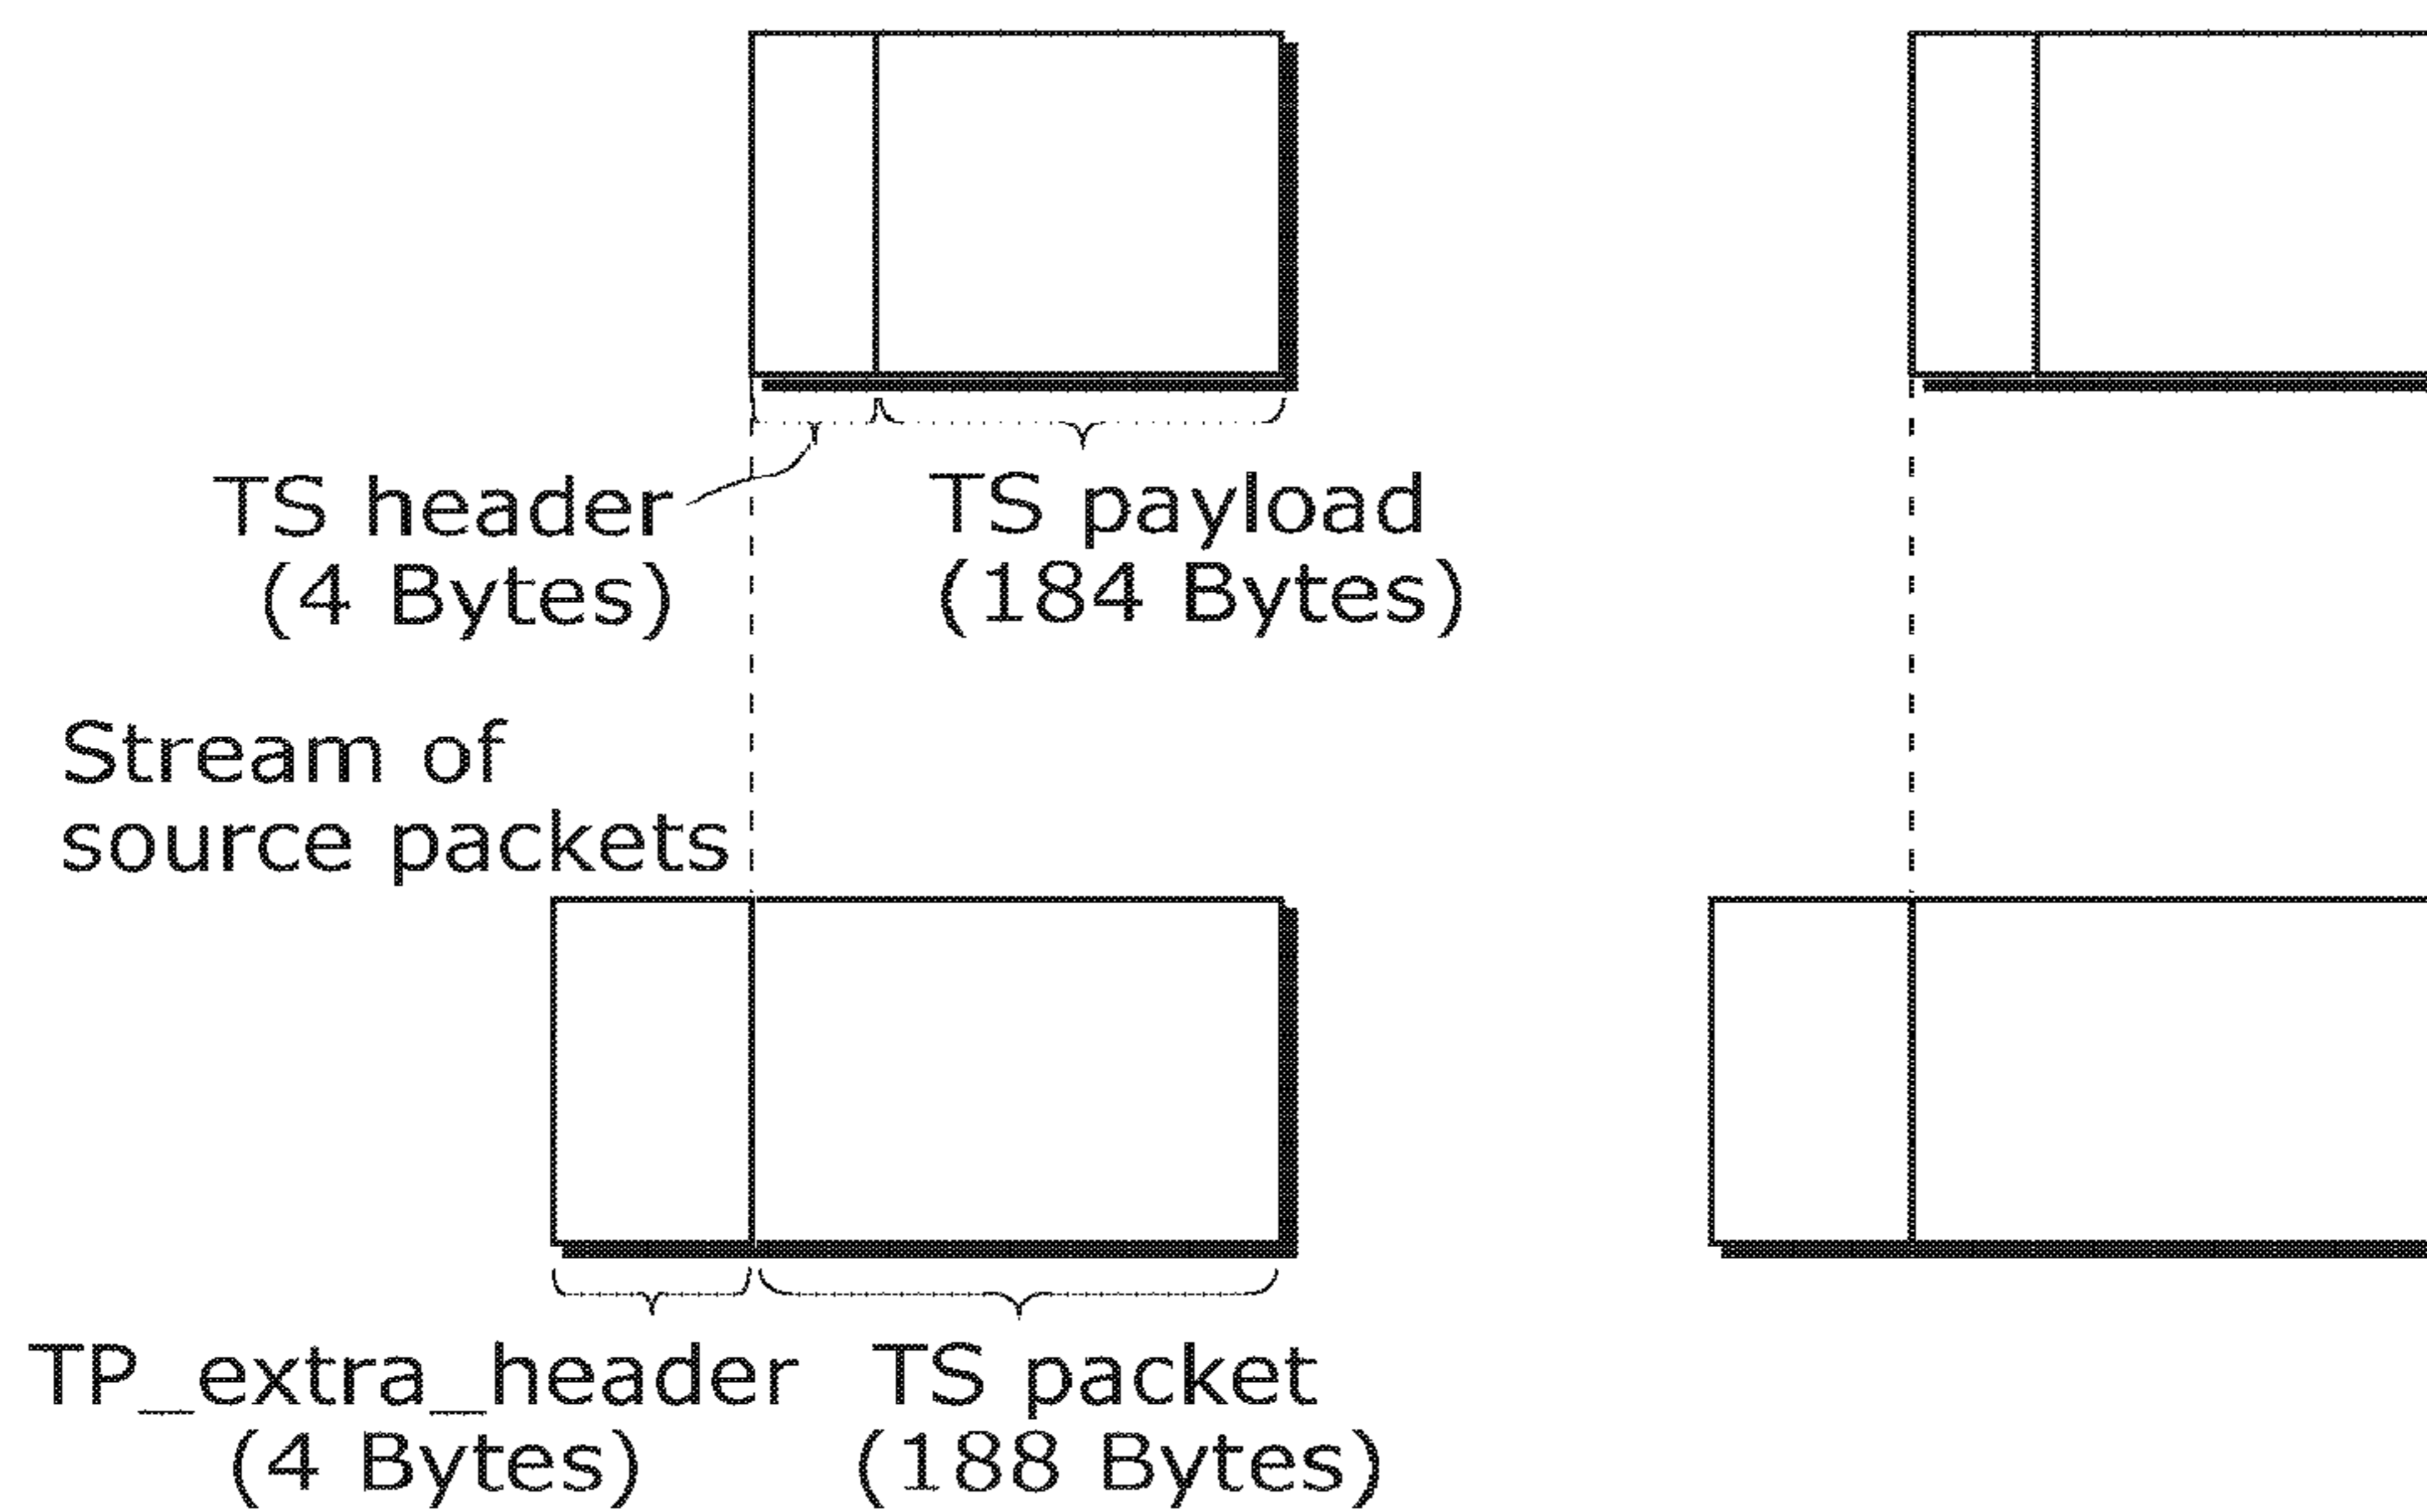 TS header
(4 Bytes)
TS payload
(184 Bytes)
Stream of
source packets
TP_extra_header
(4 Bytes)
TS packet
(188 Bytes)